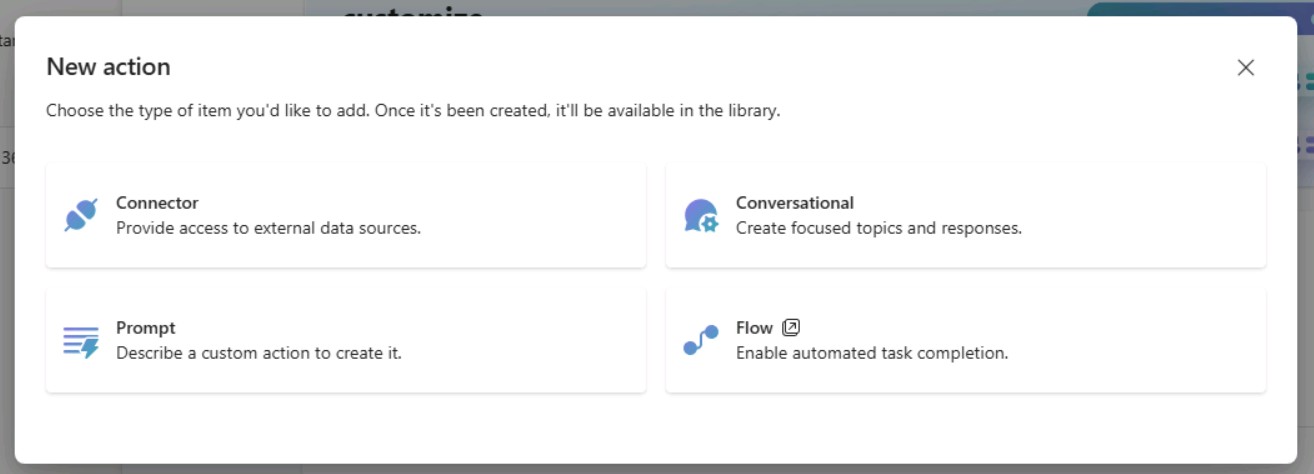 New action
Choose the type of item you'd like to add. Once it's been created, it'll be available in the library.
Connector
Provide access to external data sources.
Conversational
Create focused topics and responses.
Prompt
Describe a custom action to create it.
Flow
Enable automated task completion.